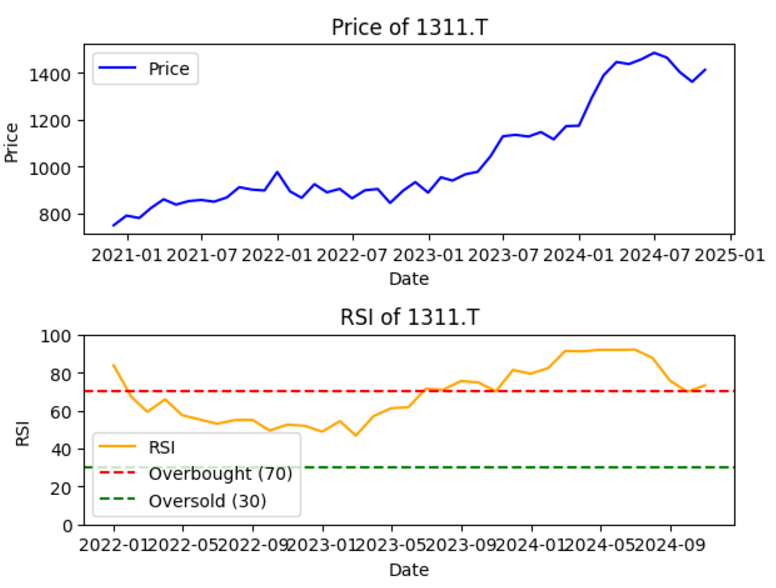 Price of 1311.T
Price
1400
1200
1000
800
Price
2021-01 2021-07 2022-01 2022-07 2023-01 2023-07 2024-01 2024-07 2025-01
Date
RSI of 1311.T
100
80
60
40
20
0
RSI
RSI
Overbought (70)
Oversold (30)
2022-01 2022-05 2022-09 2023-01 2023-05 2023-09 2024-01 2024-05 2024-09
Date